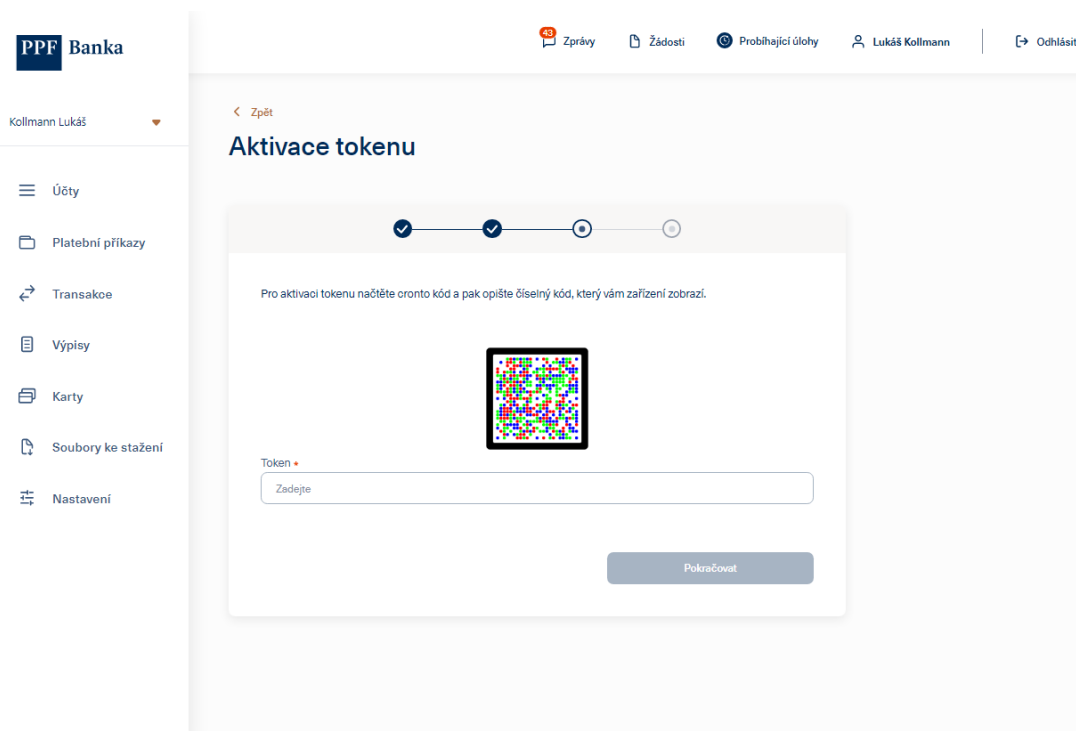 PPF Banka
43
Zprávy
Žádosti
Probíhající úlohy
Lukáš Kollmann
Odhlásit
Kollmann Lukáš
Zpět
Aktivace tokenu
Účty
Platební příkazy
Transakce
Výpisy
Karty
Soubory ke stažení
Nastavení
Pro aktivaci tokenu načtěte cronto kód a pak opište číselný kód, který vám zařízení zobrazí.
Token *
Zadejte
Pokračovat